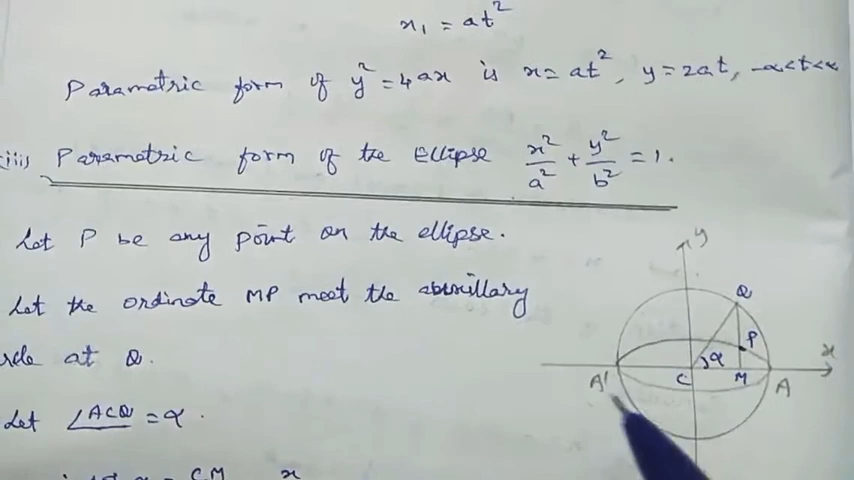 x₁ = at²
Parametric form of y² = 4ax is x = at², y = 2at, -∝<t<∝
(iii) Parametric form of the Ellipse x²/a² + y²/b² = 1.
Let P be any point on the ellipse.
Let the ordinate MP meet the auxillary
at Q.
Let ∠ACQ = α.
CM x
y
Q
P
α
x
A'
C
M
A